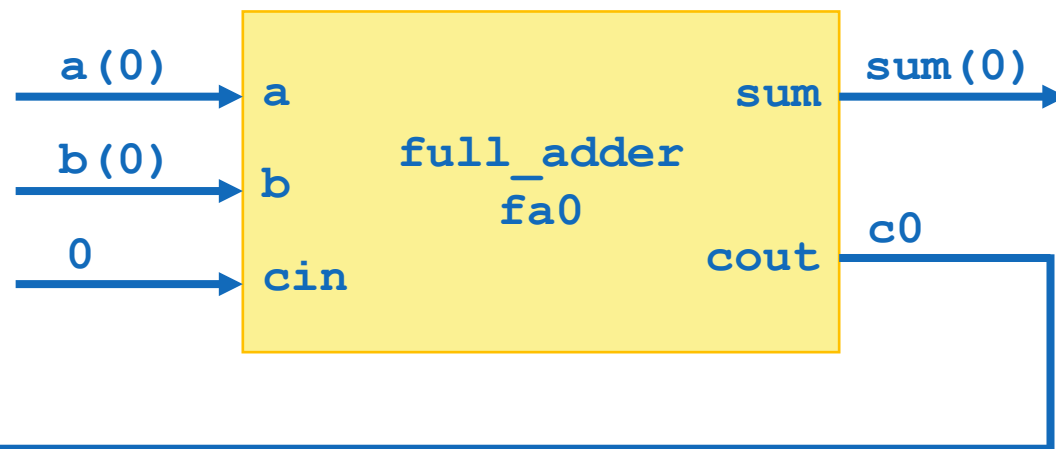 a(0)
sum(0)
a
sum
b(0)
full_adder
b
fa0
c0
0
cout
cin